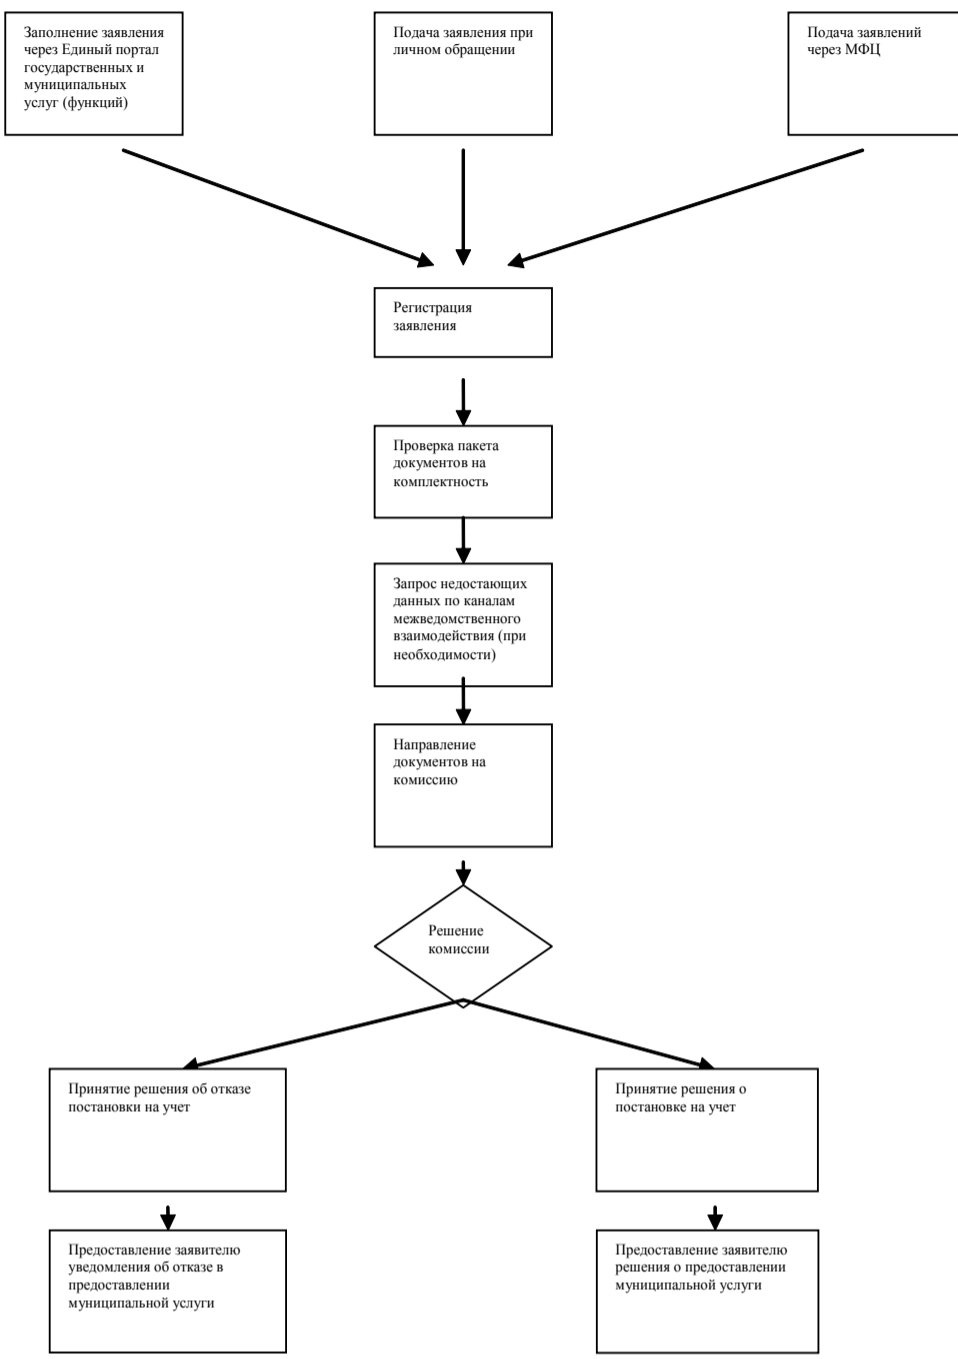 Заполнение заявления
через Единый портал
государственных и
муниципальных
услуг (функций)
Подача заявления при
личном обращении
Подача заявлений
через МФЦ
Регистрация
заявления
Проверка пакета
документов на
комплектность
Запрос недостающих
данных по каналам
межведомственного
взаимодействия (при
необходимости)
Направление
документов на
комиссию
Решение
комиссии
Принятие решения об отказе
постановки на учет
Принятие решения о
постановке на учет
Предоставление заявителю
уведомления об отказе в
предоставлении
муниципальной услуги
Предоставление заявителю
решения о предоставлении
муниципальной услуги